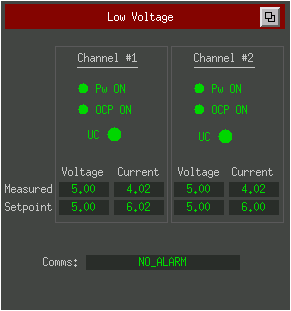 Low Voltage
Channel #1 Channel #2
Pw ON Pw ON
OCP ON OCP ON
UC UC
Voltage Current Voltage Current
Measured 5.00 4.02 5.00 4.02
Setpoint 5.00 6.02 5.00 6.00
Comms: NO_ALARM